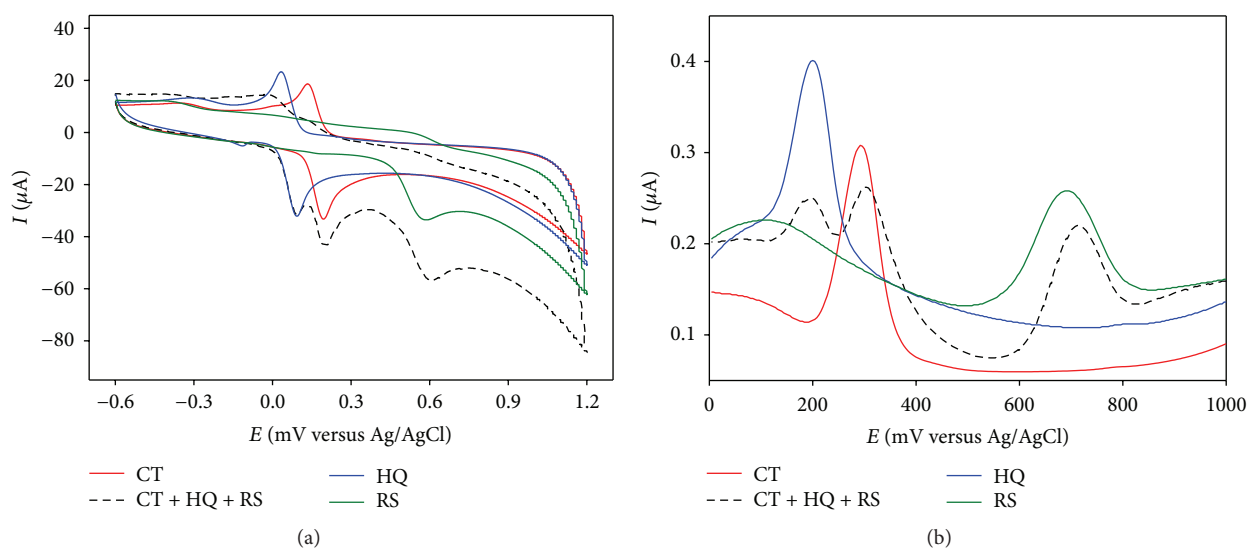 40
20
0
−20
−40
−60
−80
I (μA)
−0.6 −0.3 0.0 0.3 0.6 0.9 1.2
E (mV versus Ag/AgCl)
CT HQ
CT + HQ + RS RS
(a)
0.4
0.3
0.2
0.1
I (μA)
0 200 400 600 800 1000
E (mV versus Ag/AgCl)
CT HQ
CT + HQ + RS RS
(b)